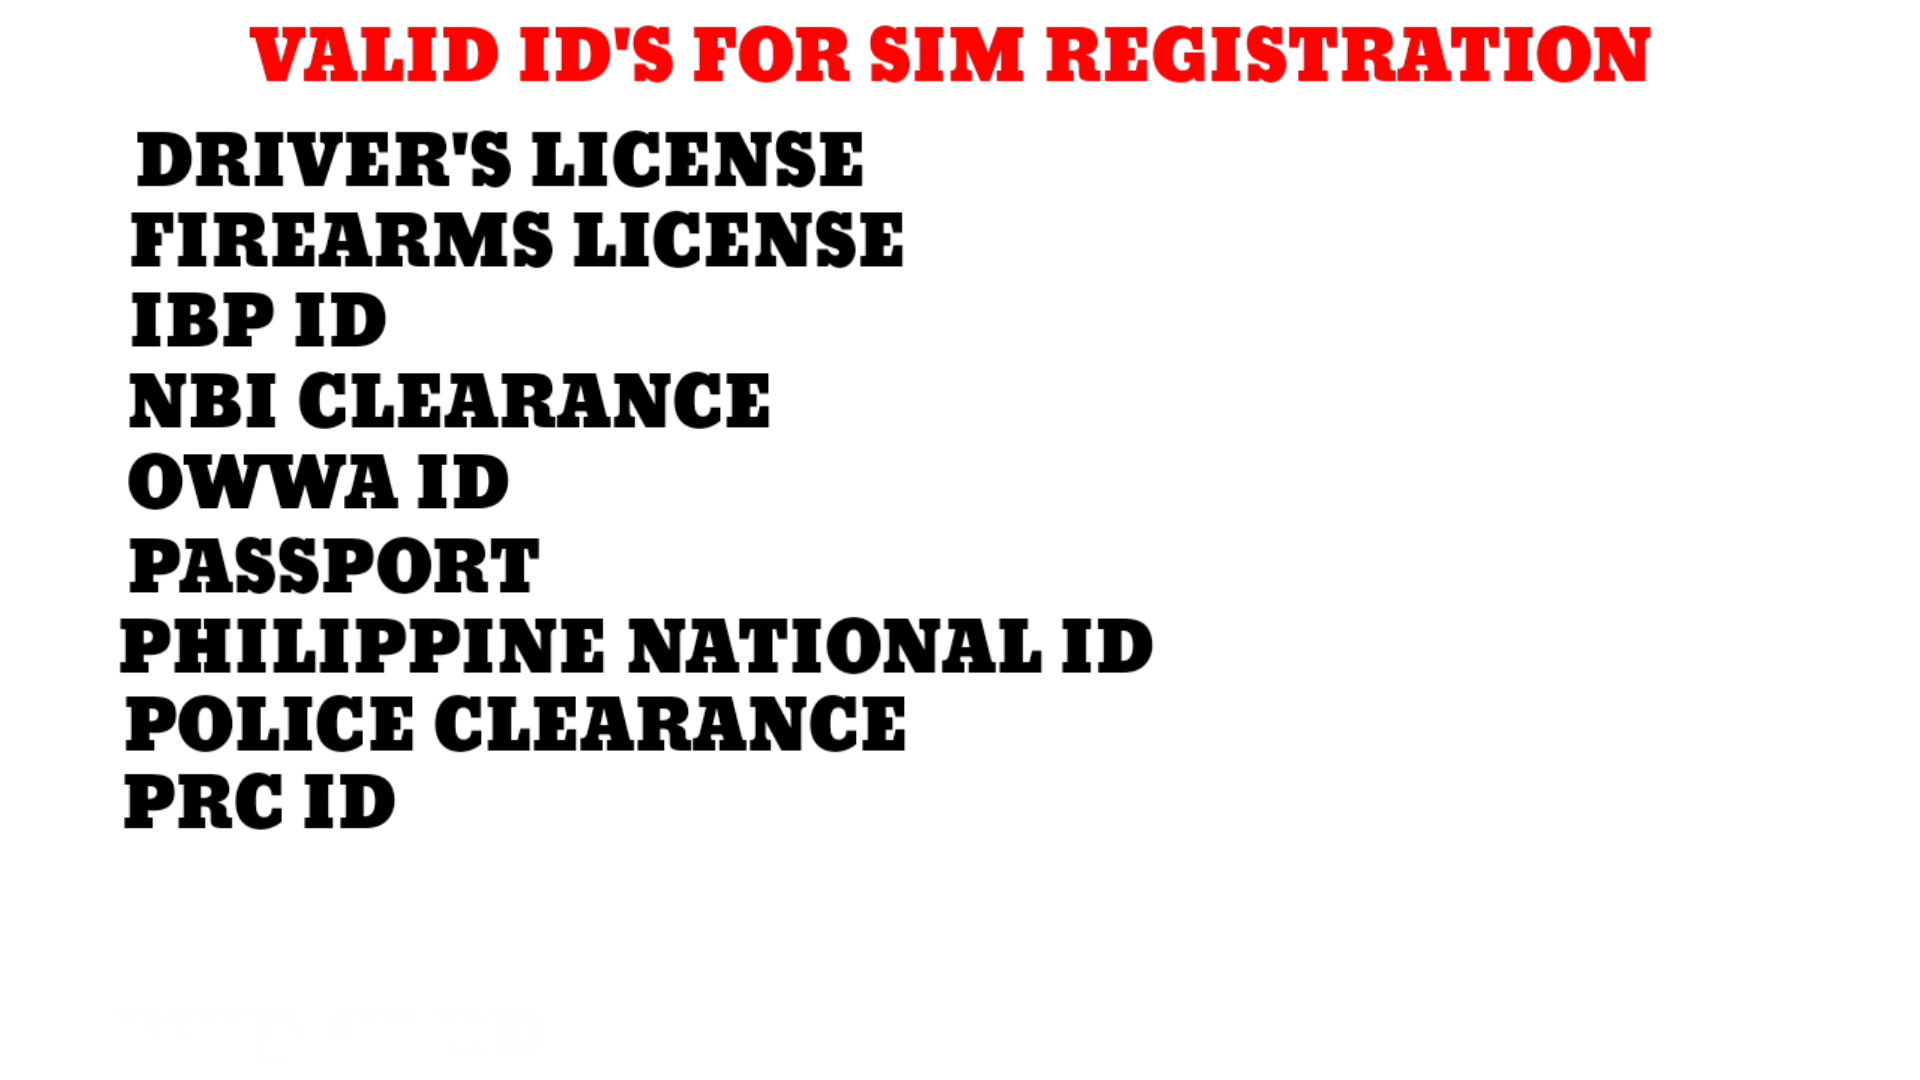 VALID ID'S FOR SIM REGISTRATION
DRIVER'S LICENSE
FIREARMS LICENSE
IBP ID
NBI CLEARANCE
OWWA ID
PASSPORT
PHILIPPINE NATIONAL ID
POLICE CLEARANCE
PRC ID